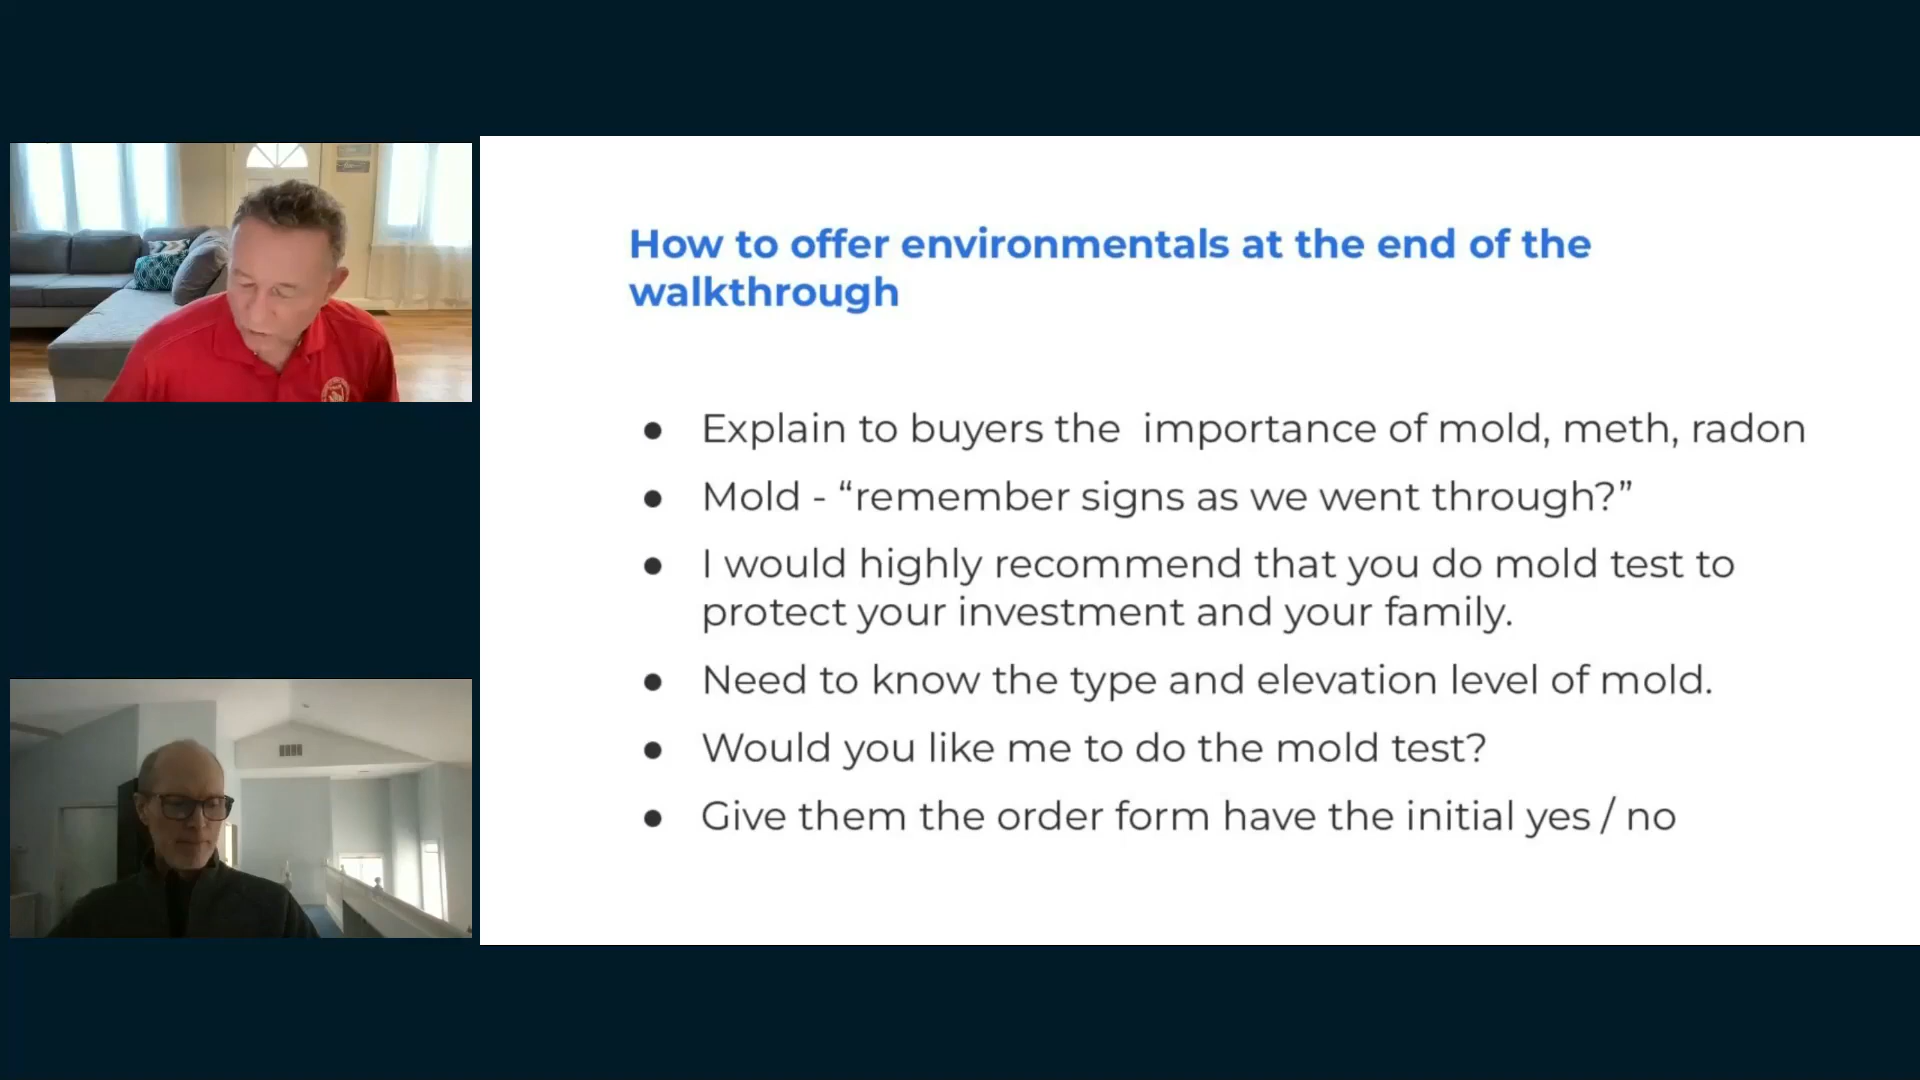 How to offer environmentals at the end of the
walkthrough
● Explain to buyers the importance of mold, meth, radon
● Mold - “remember signs as we went through?”
● I would highly recommend that you do mold test to
protect your investment and your family.
● Need to know the type and elevation level of mold.
● Would you like me to do the mold test?
● Give them the order form have the initial yes / no